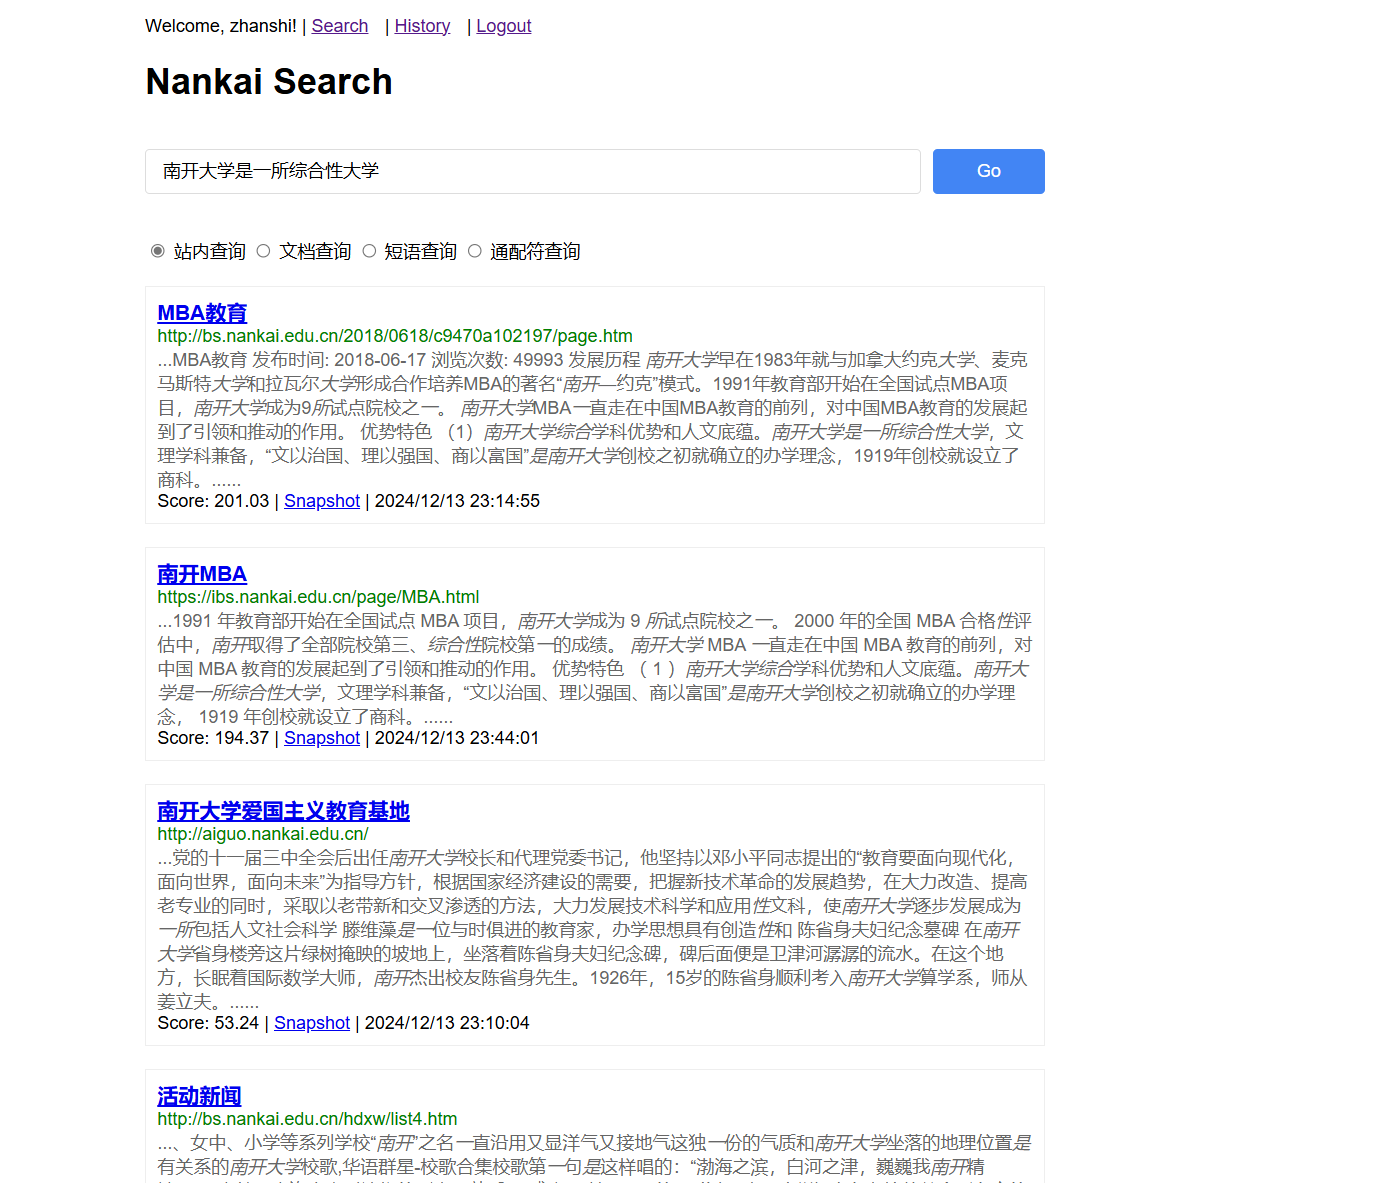 Welcome, zhanshi! | Search | History | Logout
Nankai Search
南开大学是一所综合性大学
Go
站内查询 文档查询 短语查询 通配符查询
MBA教育
http://bs.nankai.edu.cn/2018/0618/c9470a102197/page.htm
...MBA教育 发布时间: 2018-06-17 浏览次数: 49993 发展历程 南开大学早在1983年就与加拿大约克大学、麦克
马斯特大学和拉瓦尔大学形成合作培养MBA的著名“南开—约克”模式。1991年教育部开始在全国试点MBA项
目，南开大学成为9所试点院校之一。 南开大学MBA一直走在中国MBA教育的前列，对中国MBA教育的发展起
到了引领和推动的作用。 优势特色 （1）南开大学综合学科优势和人文底蕴。南开大学是一所综合性大学，文
理学科兼备，“文以治国、理以强国、商以富国”是南开大学创校之初就确立的办学理念，1919年创校就设立了
商科。......
Score: 201.03 | Snapshot | 2024/12/13 23:14:55
南开MBA
https://ibs.nankai.edu.cn/page/MBA.html
...1991 年教育部开始在全国试点 MBA 项目，南开大学成为 9 所试点院校之一。 2000 年的全国 MBA 合格性评
估中，南开取得了全部院校第三、综合性院校第一的成绩。 南开大学 MBA 一直走在中国 MBA 教育的前列，对
中国 MBA 教育的发展起到了引领和推动的作用。 优势特色 （ 1 ）南开大学综合学科优势和人文底蕴。南开大
学是一所综合性大学，文理学科兼备，“文以治国、理以强国、商以富国”是南开大学创校之初就确立的办学理
念， 1919 年创校就设立了商科。......
Score: 194.37 | Snapshot | 2024/12/13 23:44:01
南开大学爱国主义教育基地
http://aiguo.nankai.edu.cn/
...党的十一届三中全会后出任南开大学校长和代理党委书记，他坚持以邓小平同志提出的“教育要面向现代化，
面向世界，面向未来”为指导方针，根据国家经济建设的需要，把握新技术革命的发展趋势，在大力改造、提高
老专业的同时，采取以老带新和交叉渗透的方法，大力发展技术科学和应用性文科，使南开大学逐步发展成为
一所包括人文社会科学 滕维藻是一位与时俱进的教育家，办学思想具有创造性和 陈省身夫妇纪念墓碑 在南开
大学省身楼旁这片绿树掩映的坡地上，坐落着陈省身夫妇纪念碑，碑后面便是卫津河潺潺的流水。在这个地
方，长眠着国际数学大师，南开杰出校友陈省身先生。1926年，15岁的陈省身顺利考入南开大学算学系，师从
姜立夫。......
Score: 53.24 | Snapshot | 2024/12/13 23:10:04
活动新闻
http://bs.nankai.edu.cn/hdxw/list4.htm
...、女中、小学等系列学校“南开”之名一直沿用又显洋气又接地气这独一份的气质和南开大学坐落的地理位置是
有关系的南开大学校歌,华语群星-校歌合集校歌第一句是这样唱的：“渤海之滨，白河之津，巍巍我南开精